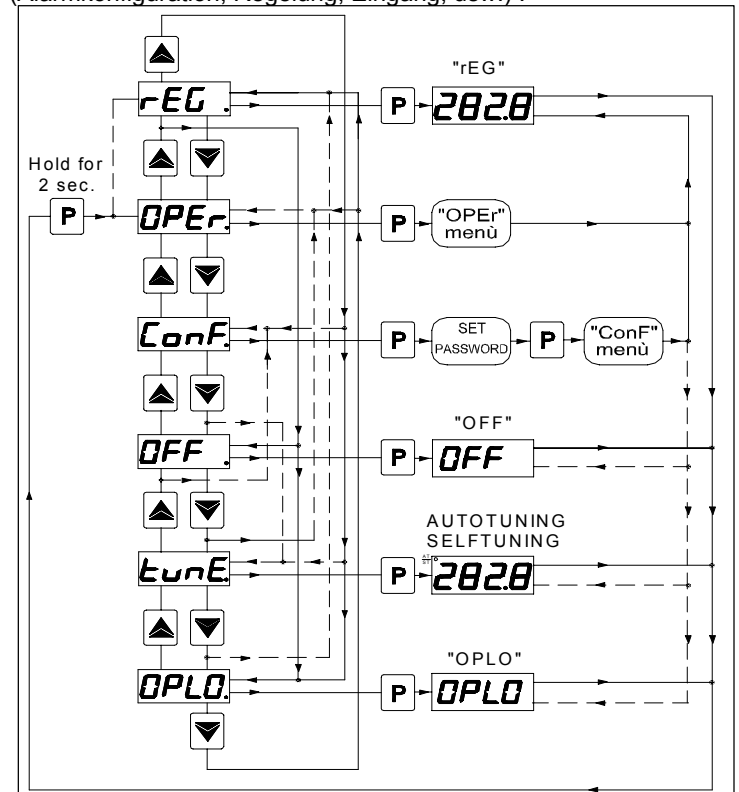 (Alarmkonfiguration, Regelung, Eingang, usw.) :
"rEG"
rEG .
P
282.8
Hold for
2 sec.
P
OPEr.
P
"OPEr"
menù
ConF.
P
SET
PASSWORD
P
"ConF"
menù
"OFF"
OFF .
P
OFF
AUTOTUNING
SELFTUNING
tunE.
P
AT
ST
282.8
"OPLO"
OPLO.
P
OPLO